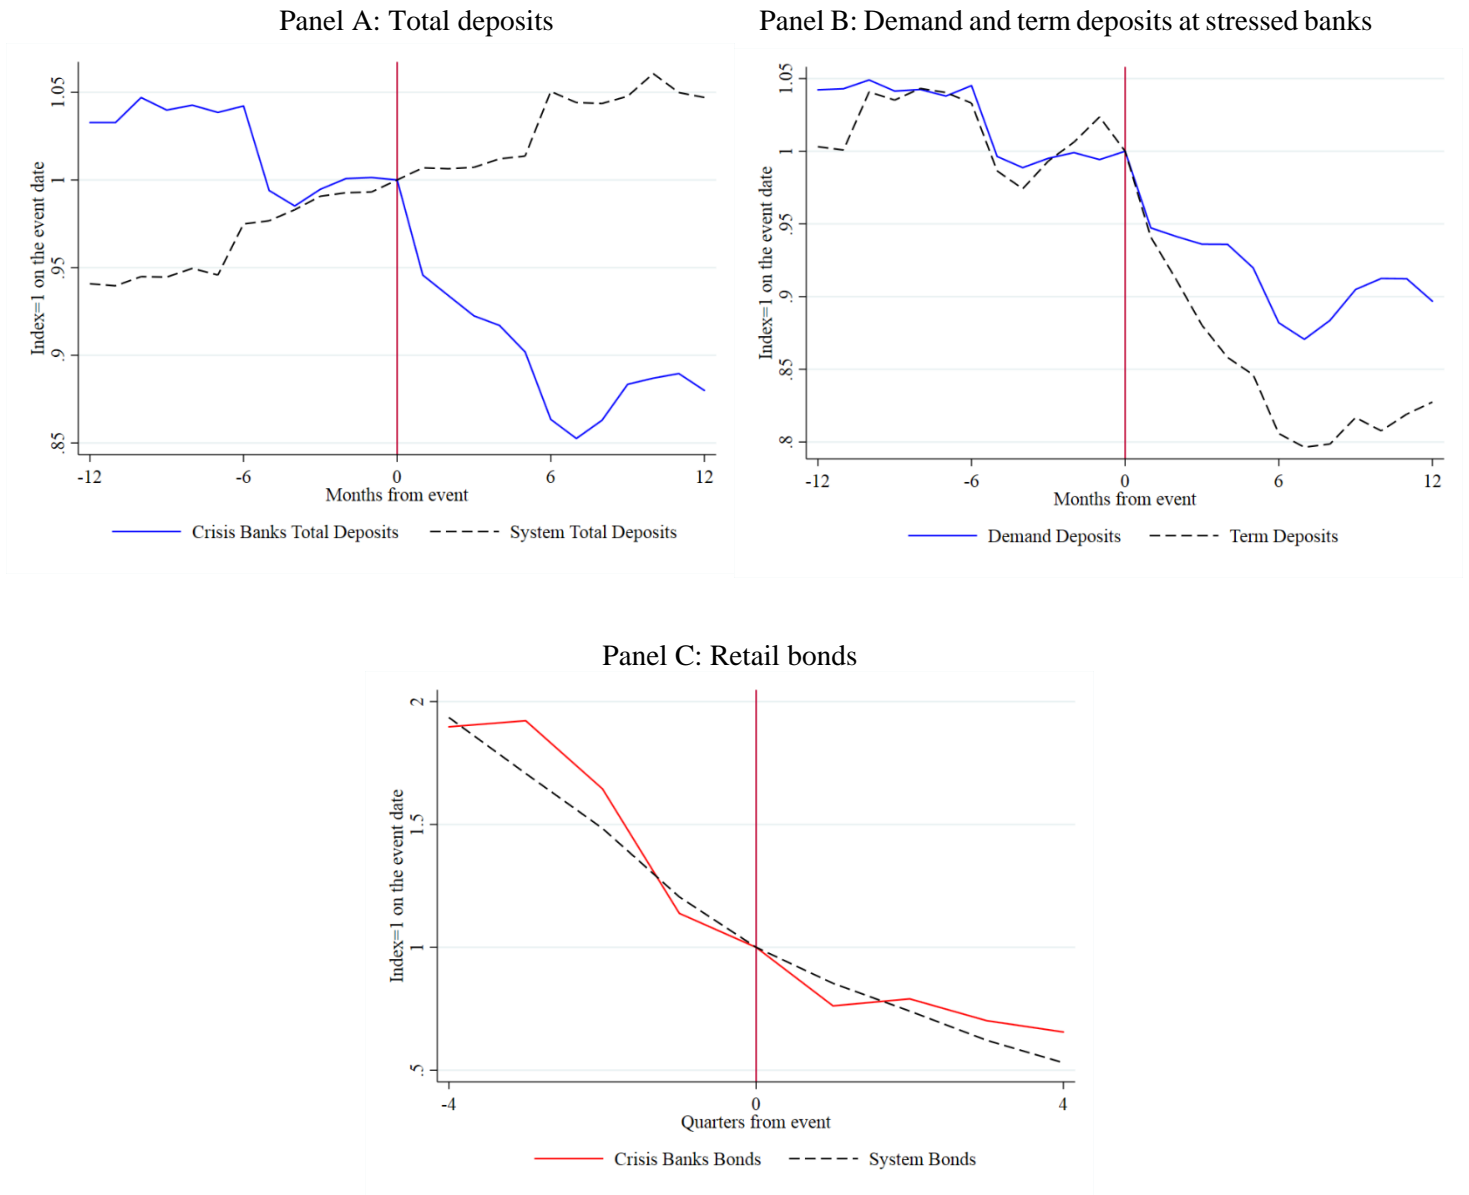 Panel A: Total deposits
Index=1 on the event date
1.05
1
.95
.9
.85
-12 -6 0 6 12
Months from event
Crisis Banks Total Deposits System Total Deposits
Panel B: Demand and term deposits at stressed banks
Index=1 on the event date
1.05
1
.95
.9
.85
.8
-12 -6 0 6 12
Months from event
Demand Deposits Term Deposits
Panel C: Retail bonds
Index=1 on the event date
2
1.5
1
.5
-4 0 4
Quarters from event
Crisis Banks Bonds System Bonds